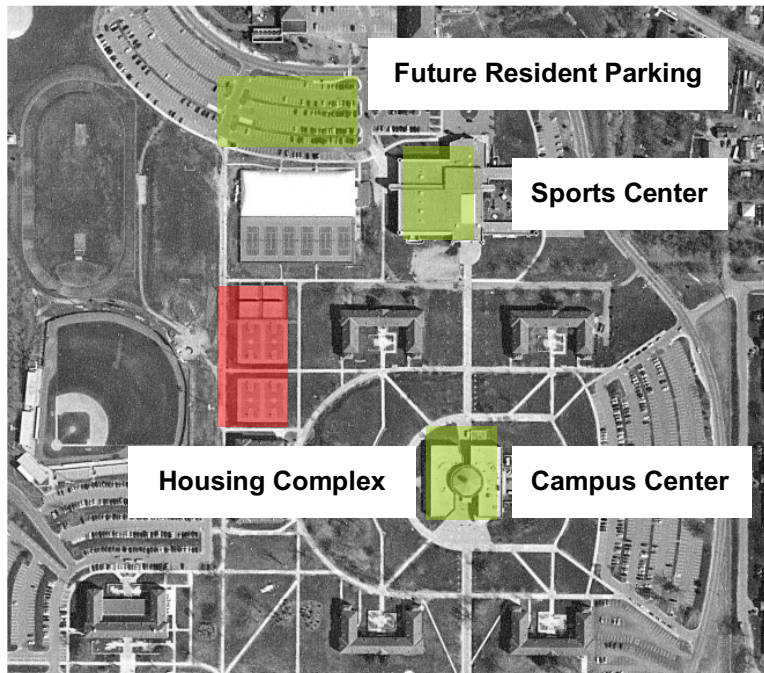 Future Resident Parking
Sports Center
Housing Complex
Campus Center